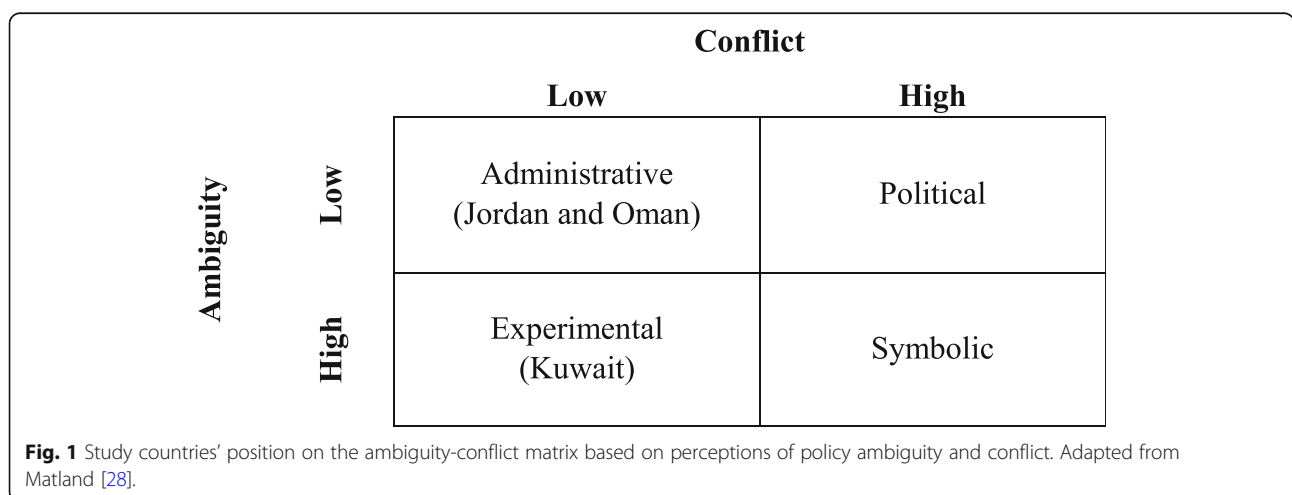 Conflict
Low High
Ambiguity
Low
Administrative
(Jordan and Oman)
Political
High
Experimental
(Kuwait)
Symbolic
Fig. 1 Study countries’ position on the ambiguity-conflict matrix based on perceptions of policy ambiguity and conflict. Adapted from
Matland [28].